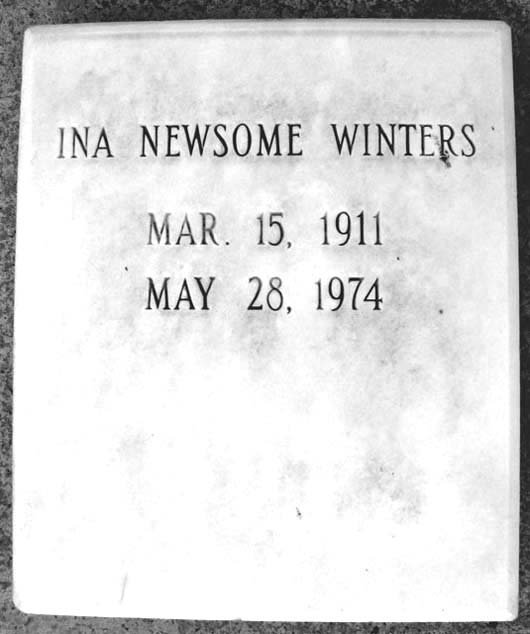 INA NEWSOME WINTERS
MAR. 15, 1911
MAY 28, 1974